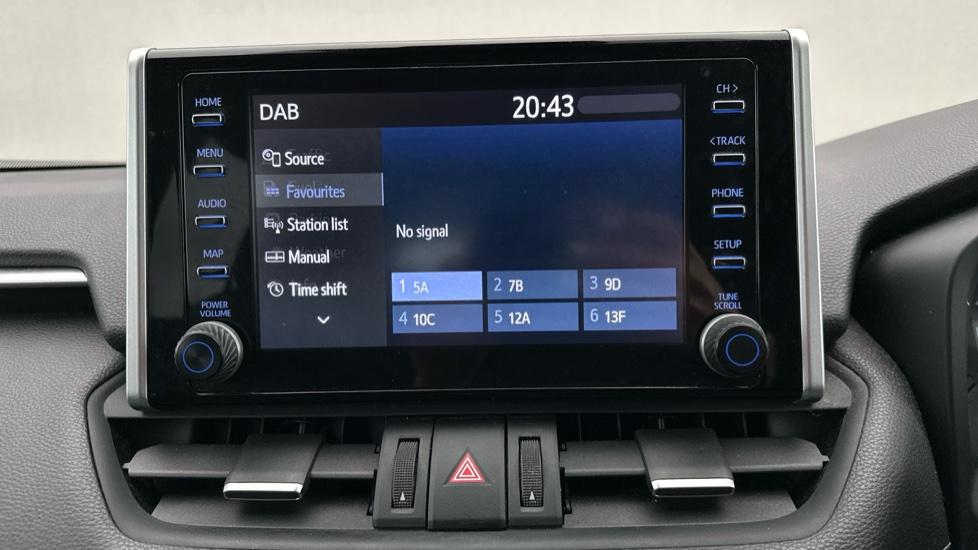 HOME
MENU
AUDIO
MAP
POWER
VOLUME
DAB 20:43
Source
Favourites
Station list
Manual
Time shift
No signal
1 5A 2 7B 3 9D
4 10C 5 12A 6 13F
CH >
< TRACK
PHONE
SETUP
TUNE
SCROLL